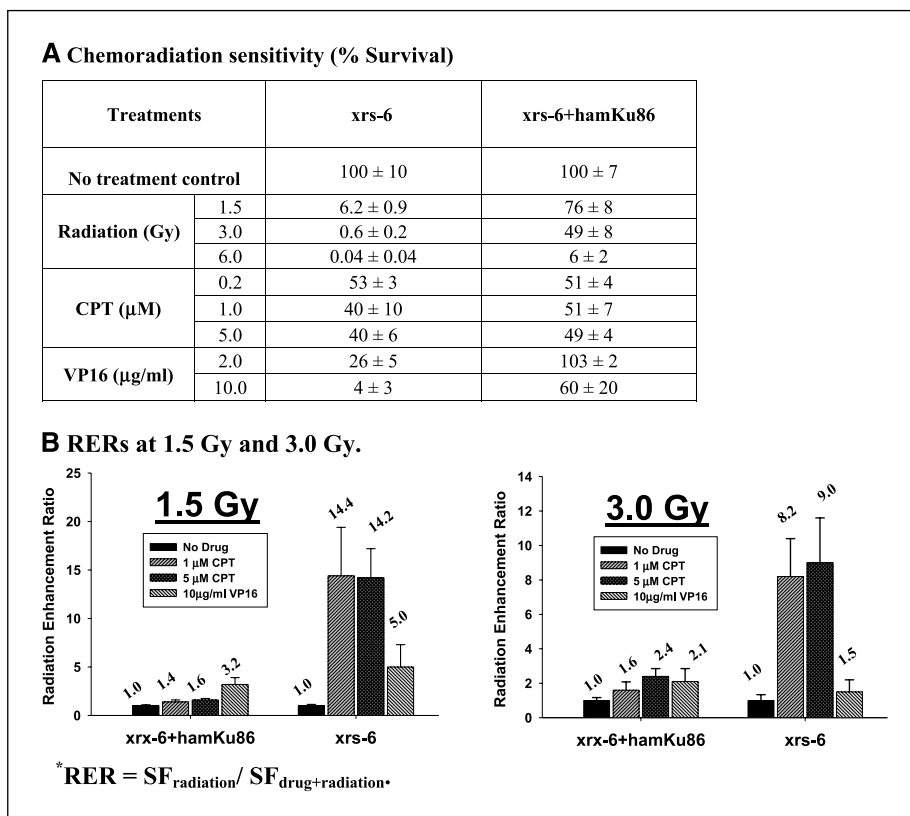 A Chemoradiation sensitivity (% Survival)
Treatments xrs-6 xrs-6+hamKu86
No treatment control 100 ± 10 100 ± 7
Radiation (Gy) 1.5 6.2 ± 0.9 76 ± 8
3.0 0.6 ± 0.2 49 ± 8
6.0 0.04 ± 0.04 6 ± 2
CPT (µM) 0.2 53 ± 3 51 ± 4
1.0 40 ± 10 51 ± 7
5.0 40 ± 6 49 ± 4
VP16 (µg/ml) 2.0 26 ± 5 103 ± 2
10.0 4 ± 3 60 ± 20
B RERs at 1.5 Gy and 3.0 Gy.
Radiation Enhancement Ratio
25
20
15
10
5
0
1.5 Gy
No Drug
1 µM CPT
5 µM CPT
10µg/ml VP16
1.0 1.4 1.6 3.2
1.0 14.4 14.2 5.0
xrx-6+hamKu86 xrs-6
Radiation Enhancement Ratio
14
12
10
8
6
4
2
0
3.0 Gy
No Drug
1 µM CPT
5 µM CPT
10µg/ml VP16
1.0 1.6 2.4 2.1
1.0 8.2 9.0 1.5
xrx-6+hamKu86 xrs-6
*RER = SFradiation/ SFdrug+radiation.